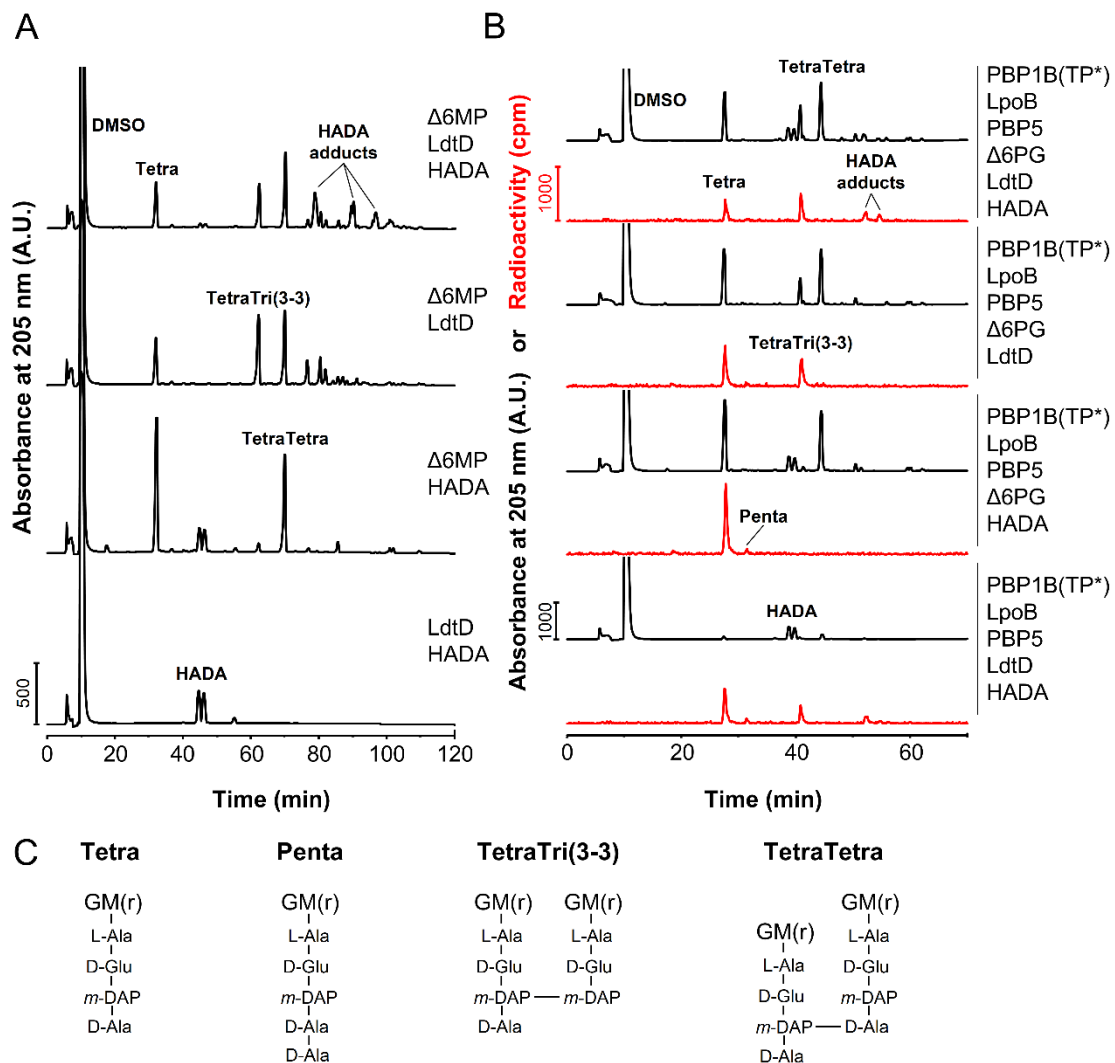 A
Absorbance at 205 nm (A.U.)
DMSO
Tetra
HADA
adducts
Δ6MP
LdtD
HADA
TetraTri(3-3)
Δ6MP
LdtD
TetraTetra
Δ6MP
HADA
500
HADA
LdtD
HADA
0 20 40 60 80 100 120
Time (min)
B
Absorbance at 205 nm (A.U.) or Radioactivity (cpm)
DMSO
TetraTetra
1000
Tetra
HADA
adducts
PBP1B(TP*)
LpoB
PBP5
Δ6PG
LdtD
HADA
TetraTri(3-3)
PBP1B(TP*)
LpoB
PBP5
Δ6PG
LdtD
Penta
PBP1B(TP*)
LpoB
PBP5
Δ6PG
HADA
1000
HADA
PBP1B(TP*)
LpoB
PBP5
LdtD
HADA
0 20 40 60
Time (min)
C
Tetra
GM(r)
L-Ala
D-Glu
m-DAP
D-Ala
Penta
GM(r)
L-Ala
D-Glu
m-DAP
D-Ala
D-Ala
TetraTri(3-3)
GM(r) GM(r)
L-Ala L-Ala
D-Glu D-Glu
m-DAP — m-DAP
D-Ala
TetraTetra
GM(r)
GM(r) L-Ala
L-Ala D-Glu
D-Glu m-DAP
m-DAP — D-Ala
D-Ala